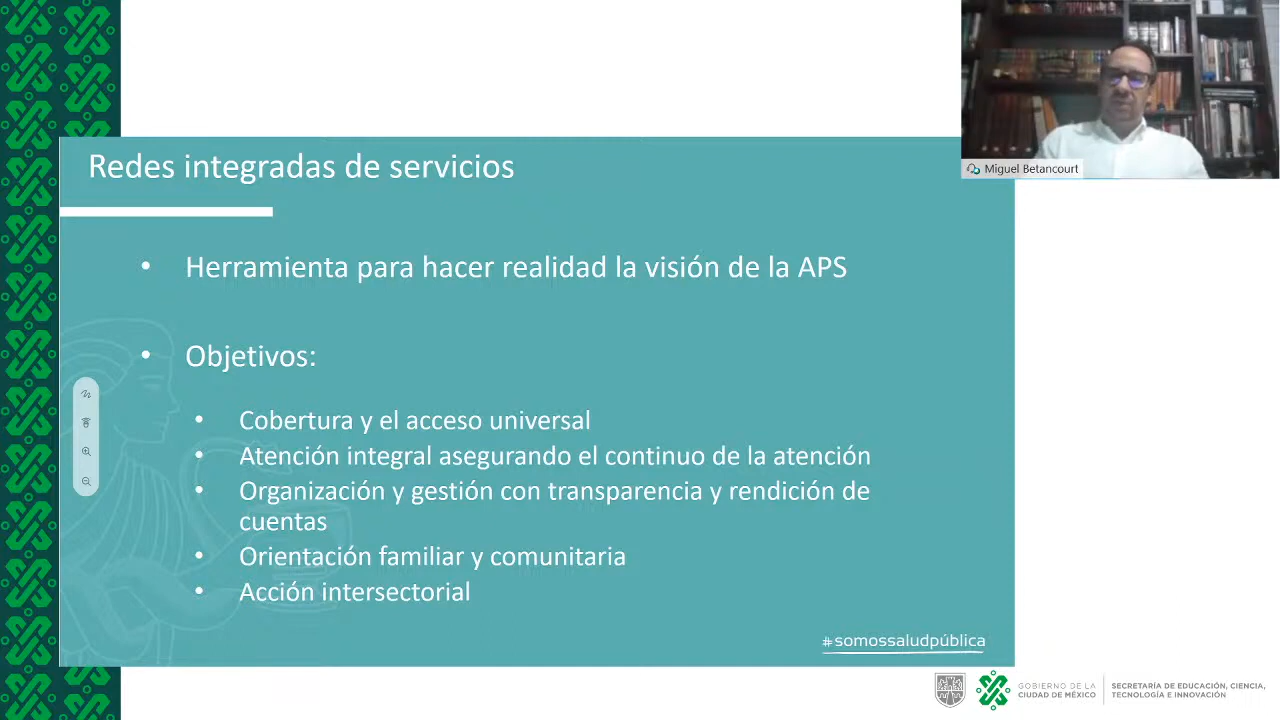 Miguel Betancourt
Redes integradas de servicios
• Herramienta para hacer realidad la visión de la APS
• Objetivos:
• Cobertura y el acceso universal
• Atención integral asegurando el continuo de la atención
• Organización y gestión con transparencia y rendición de
cuentas
• Orientación familiar y comunitaria
• Acción intersectorial
#somossaludpública
GOBIERNO DE LA
CIUDAD DE MÉXICO
SECRETARÍA DE EDUCACIÓN, CIENCIA,
TECNOLOGÍA E INNOVACIÓN